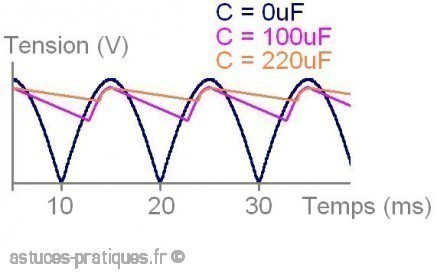 C = 0uF
C = 100uF
C = 220uF
Tension (V)
10 20 30 Temps (ms)
astuces-pratiques.fr ©